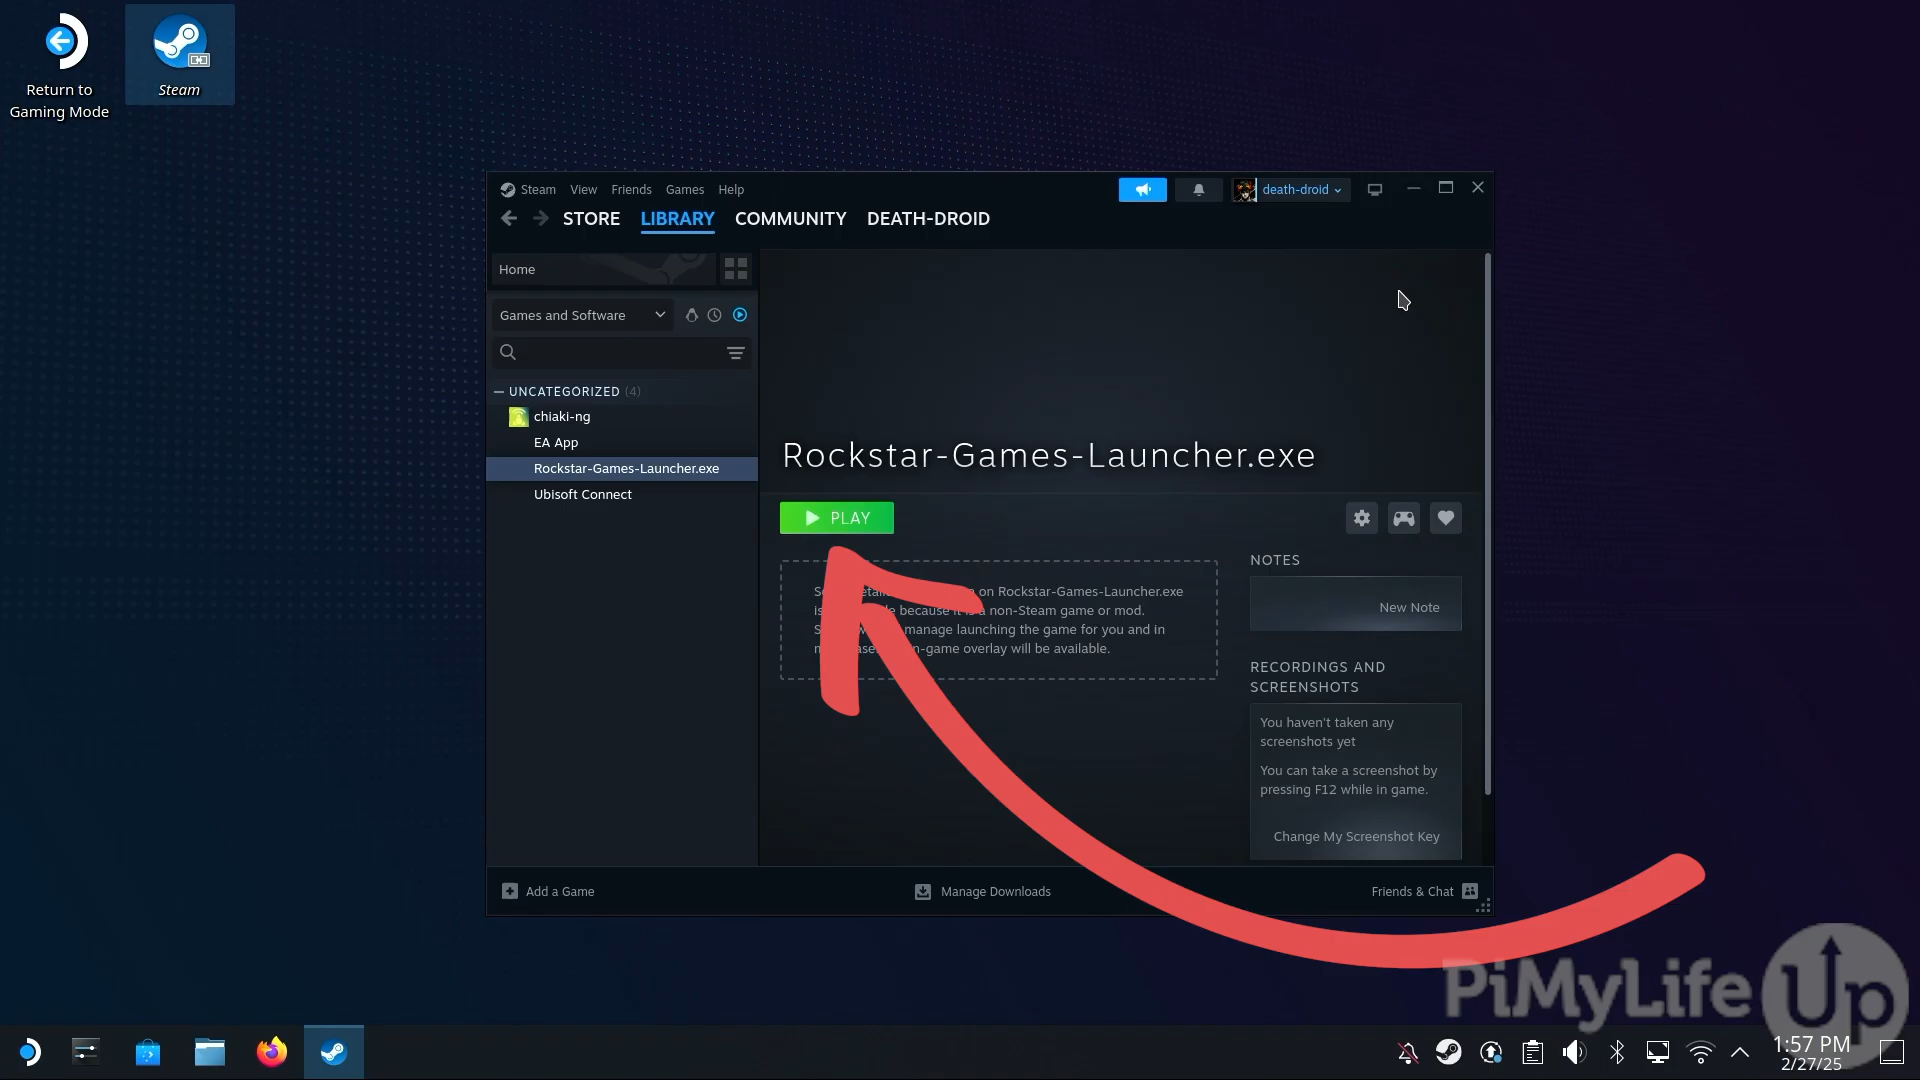 Return to
Gaming Mode
Steam
Steam View Friends Games Help
death-droid
STORE LIBRARY COMMUNITY DEATH-DROID
Home
Games and Software
UNCATEGORIZED (4)
chiaki-ng
EA App
Rockstar-Games-Launcher.exe
Ubisoft Connect
Rockstar-Games-Launcher.exe
PLAY
on Rockstar-Games-Launcher.exe
because it is a non-Steam game or mod.
manage launching the game for you and in
in-game overlay will be available.
NOTES
New Note
RECORDINGS AND
SCREENSHOTS
You haven't taken any
screenshots yet
You can take a screenshot by
pressing F12 while in game.
Change My Screenshot Key
Add a Game
Manage Downloads
Friends & Chat
PiMyLifeUp
1:57 PM
2/27/25